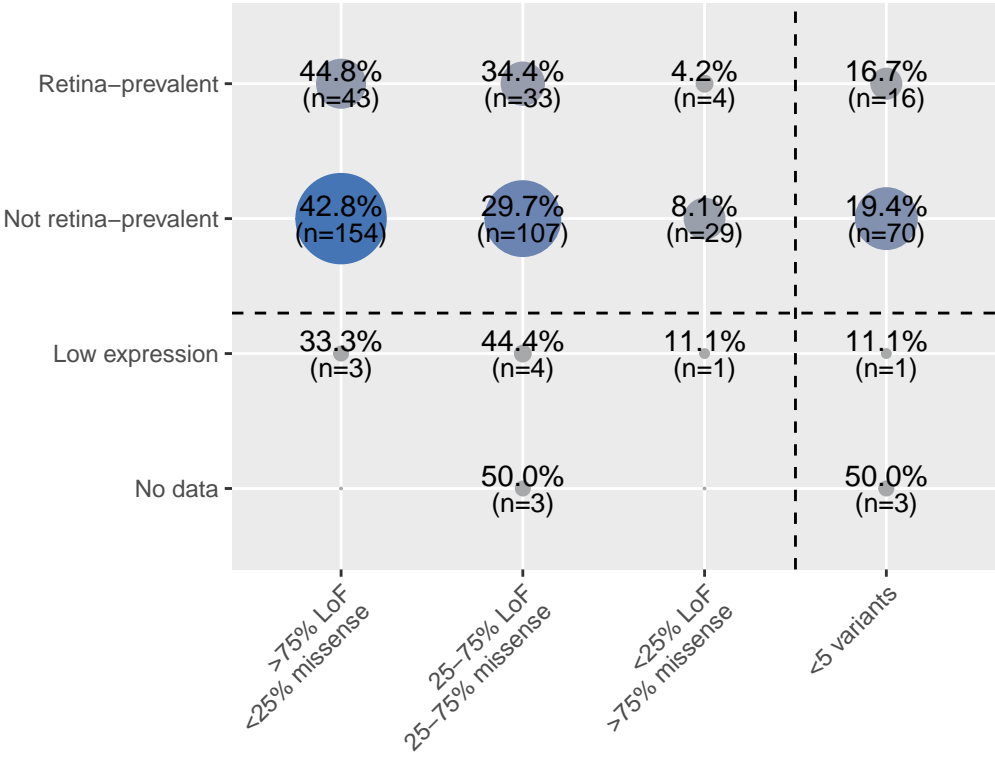 Retina−prevalent
44.8%
(n=43)
34.4%
(n=33)
4.2%
(n=4)
16.7%
(n=16)
Not retina−prevalent
42.8%
(n=154)
29.7%
(n=107)
8.1%
(n=29)
19.4%
(n=70)
Low expression
33.3%
(n=3)
44.4%
(n=4)
11.1%
(n=1)
11.1%
(n=1)
No data
50.0%
(n=3)
50.0%
(n=3)
>75% LoF
<25% missense
25−75% LoF
25−75% missense
<25% LoF
>75% missense
<5 variants